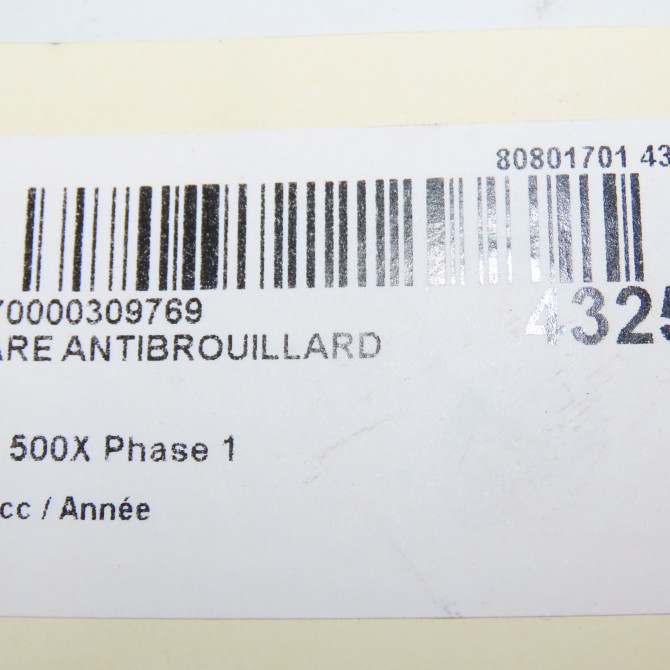 80801701 43
70000309769
ARE ANTIBROUILLARD
4325
500X Phase 1
cc / Année